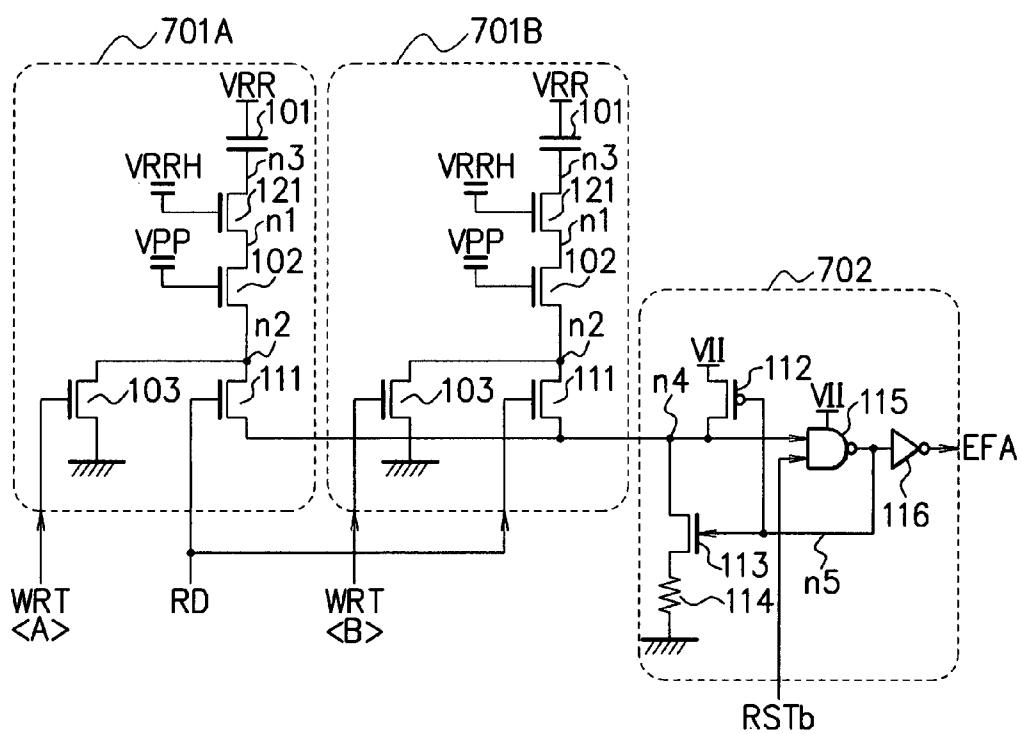 701A
701B
VRR
101
VRR
101
n3
n3
VRRH
121
VRRH
121
n1
n1
VPP
102
VPP
102
702
n2
n2
VII
112
n4
VII
115
103
111
103
111
EFA
116
113
n5
114
WRT
<A>
RD
WRT
<B>
RSTb